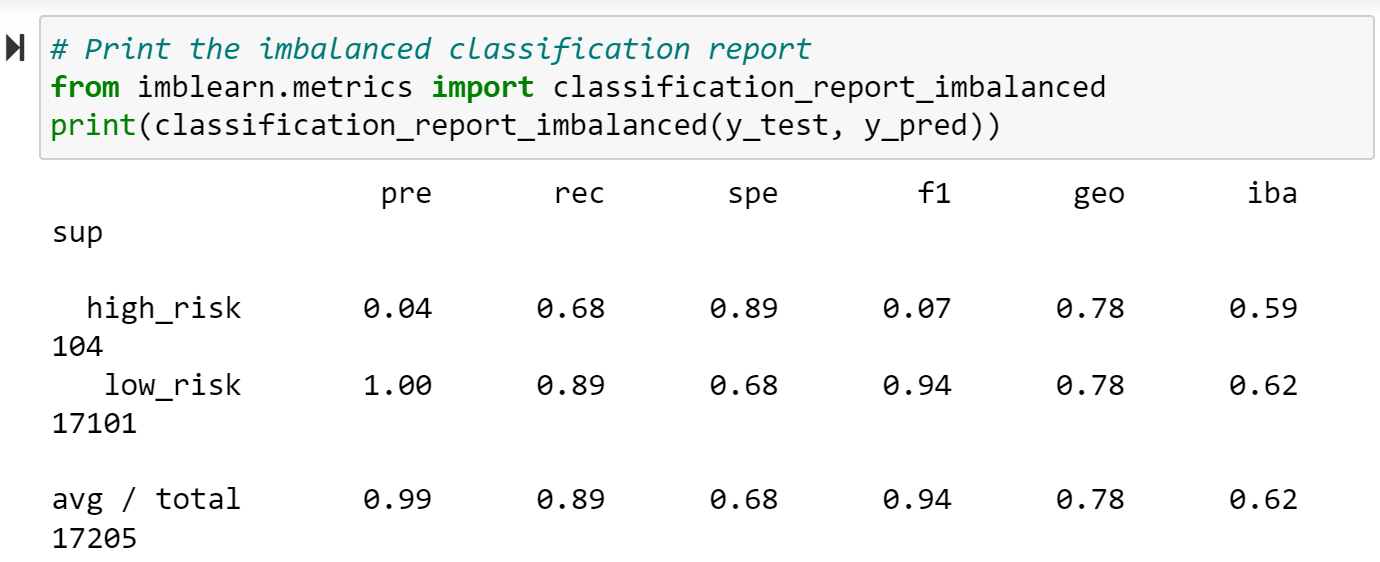 # Print the imbalanced classification report
from imblearn.metrics import classification_report_imbalanced
print(classification_report_imbalanced(y_test, y_pred))
pre rec spe f1 geo iba
sup
high_risk 0.04 0.68 0.89 0.07 0.78 0.59
104
low_risk 1.00 0.89 0.68 0.94 0.78 0.62
17101
avg / total 0.99 0.89 0.68 0.94 0.78 0.62
17205